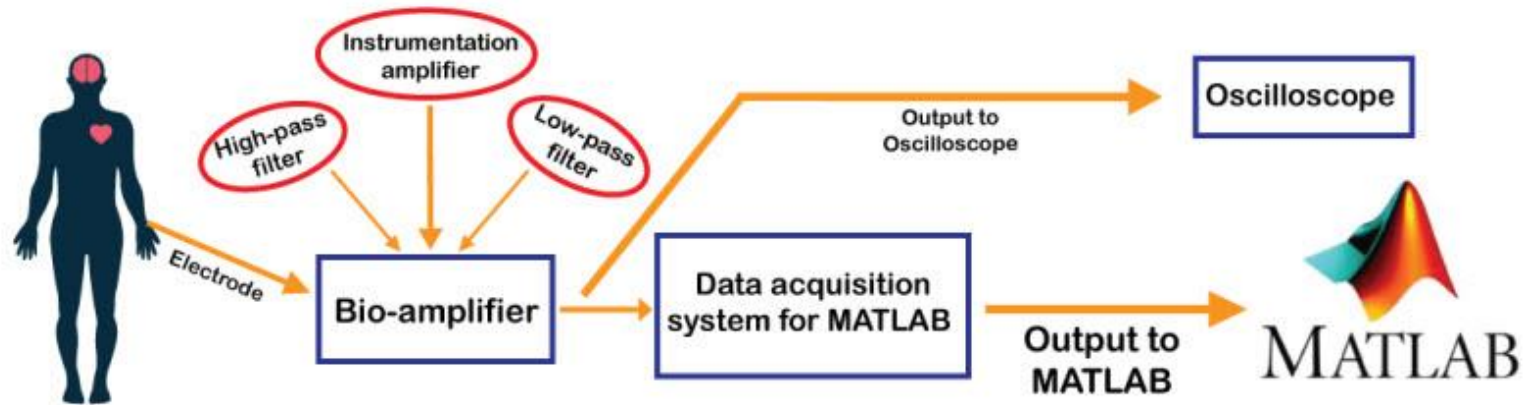 Instrumentation
amplifier
High-pass
filter
Low-pass
filter
Electrode
Bio-amplifier
Output to
Oscilloscope
Oscilloscope
Data acquisition
system for MATLAB
Output to
MATLAB
MATLAB